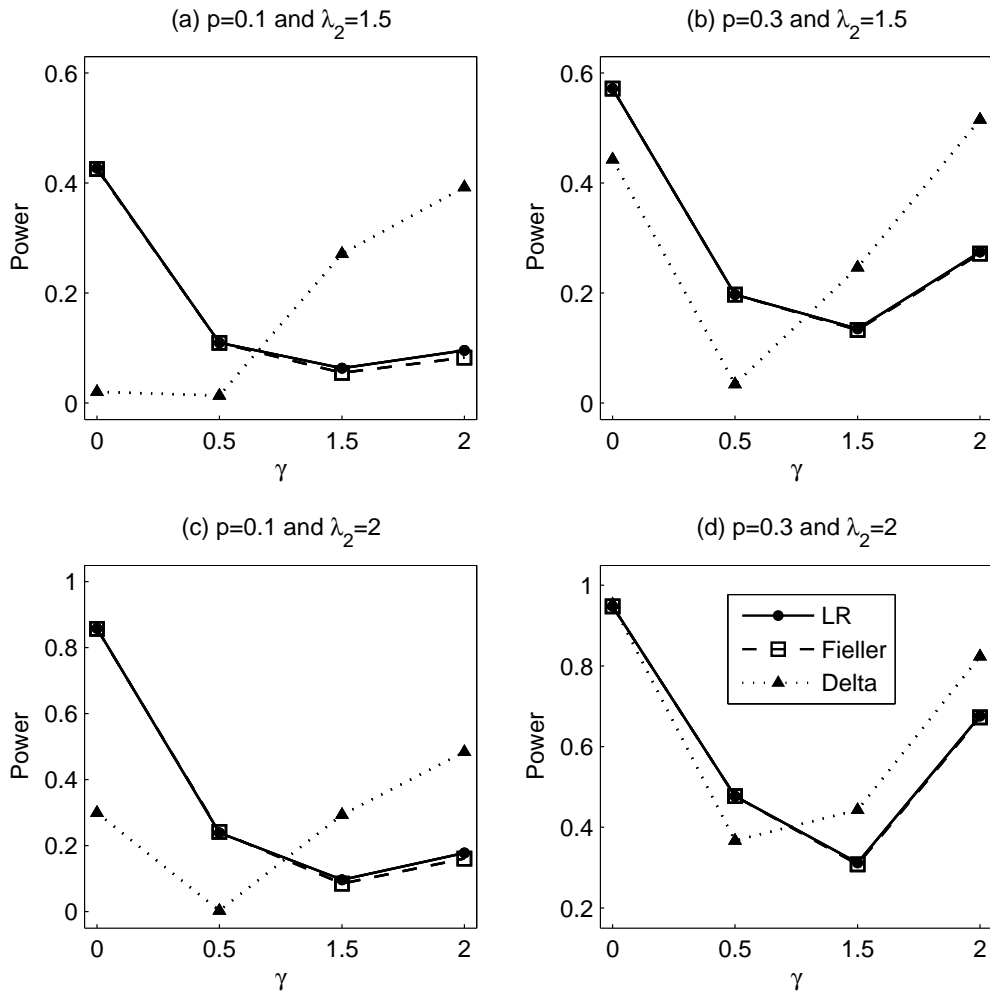 (a) p=0.1 and λ₂=1.5
Power
0.6
0.4
0.2
0
0 0.5 1.5 2
γ
(b) p=0.3 and λ₂=1.5
Power
0.6
0.4
0.2
0
0 0.5 1.5 2
γ
(c) p=0.1 and λ₂=2
Power
1
0.8
0.6
0.4
0.2
0
0 0.5 1.5 2
γ
(d) p=0.3 and λ₂=2
Power
1
0.8
0.6
0.4
0.2
LR
Fieller
Delta
0 0.5 1.5 2
γ